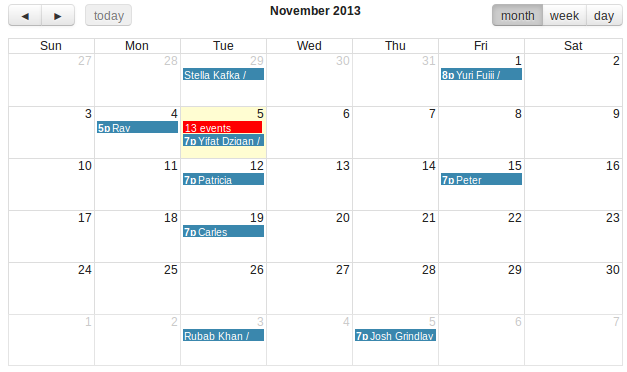 ◄ ► today November 2013 month week day
Sun Mon Tue Wed Thu Fri Sat
27 28 29 30 31 1 2
Stella Kafka / 8p Yuri Fujii /
3 4 5 6 7 8 9
5p Ray 13 events
7p Yifat Dzigan /
10 11 12 13 14 15 16
7p Patricia 7p Peter
17 18 19 20 21 22 23
7p Carles
24 25 26 27 28 29 30
1 2 3 4 5 6 7
Rubab Khan / 7p Josh Grindlay